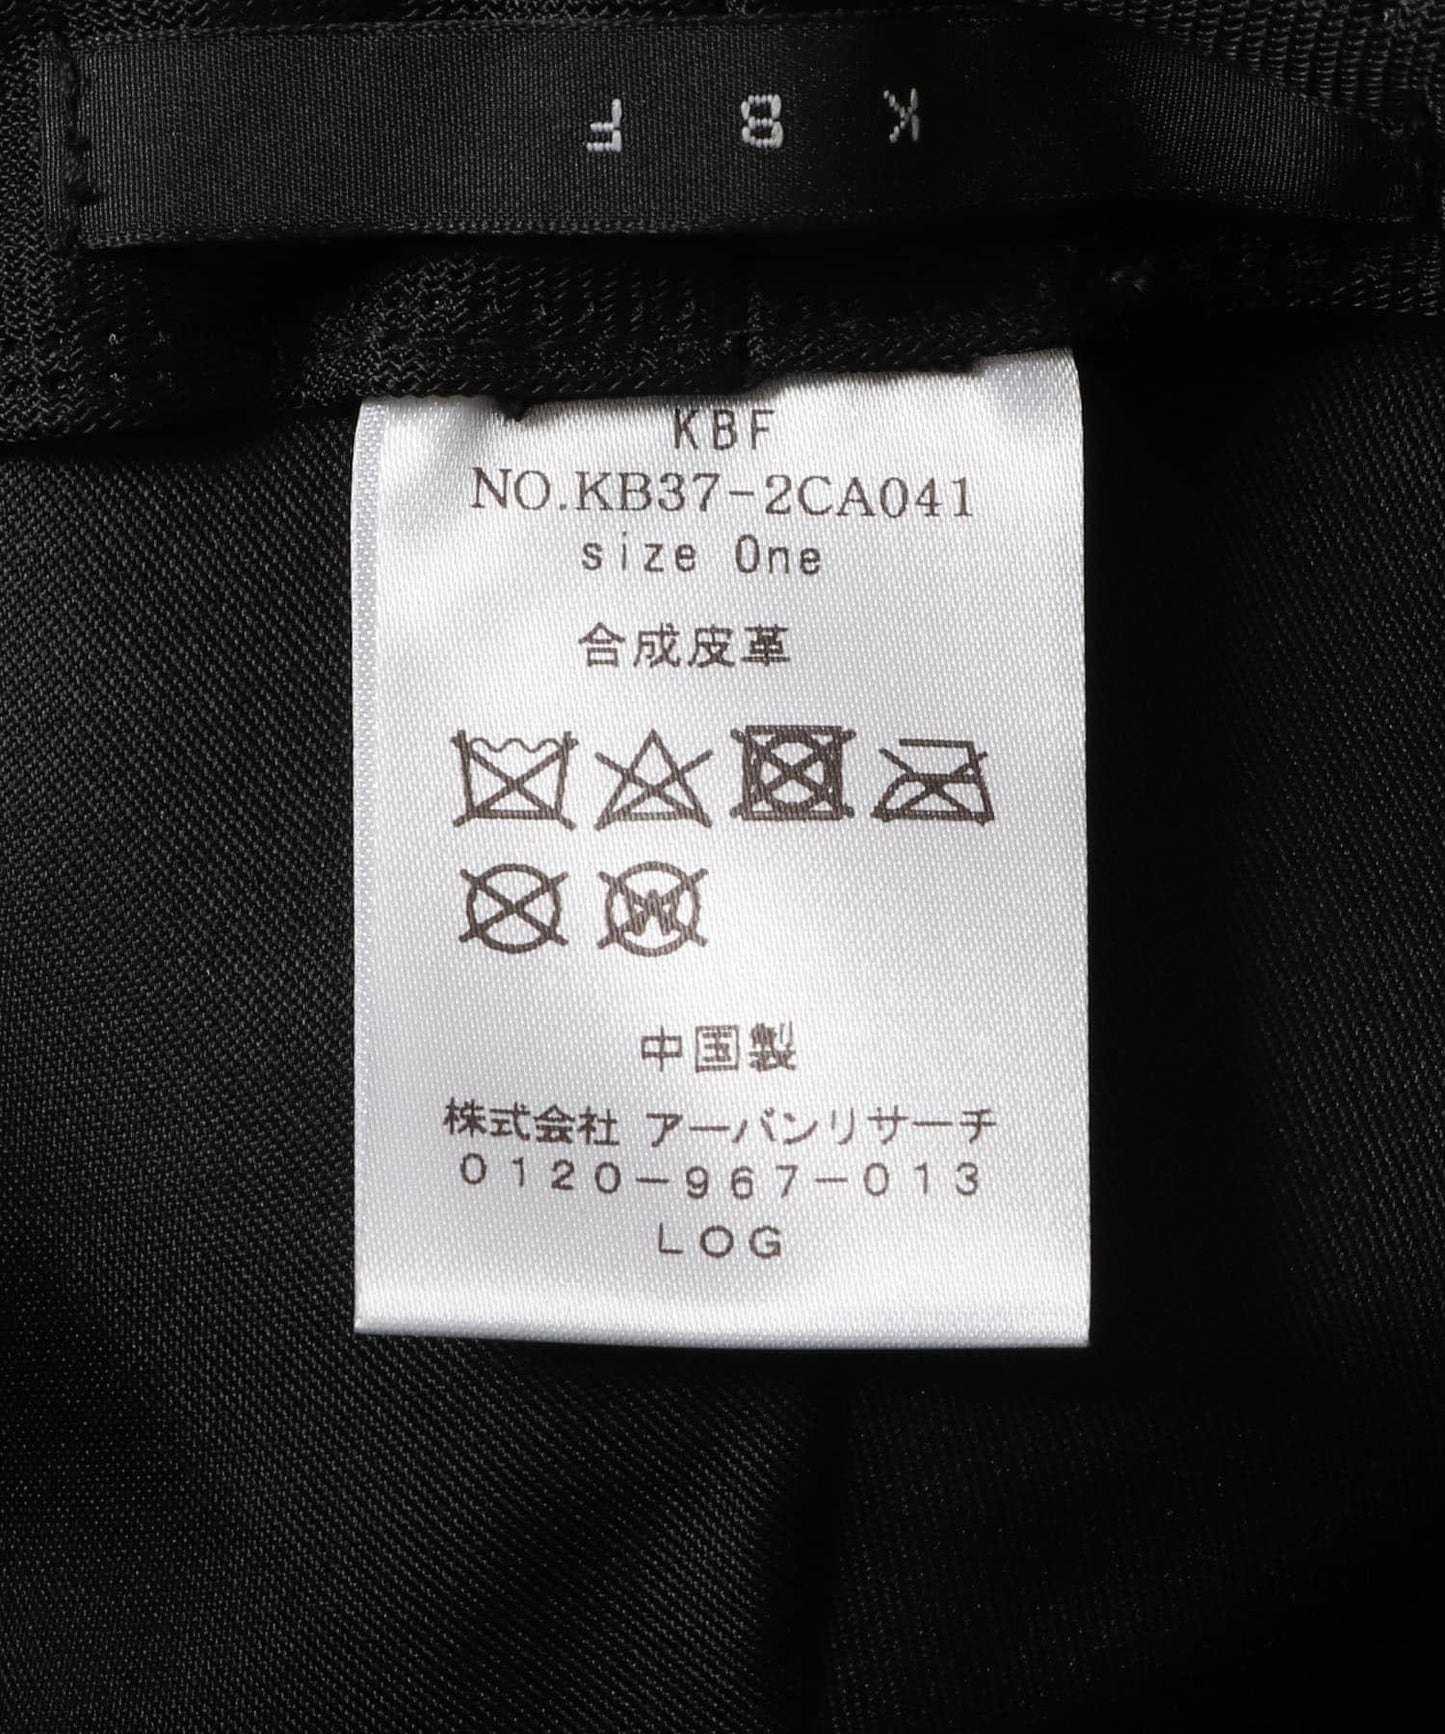 K B F
KBF
NO.KB37-2CA041
size One
合成皮革
W
中国製
株式会社 アーバンリサーチ
0120-967-013
LOG